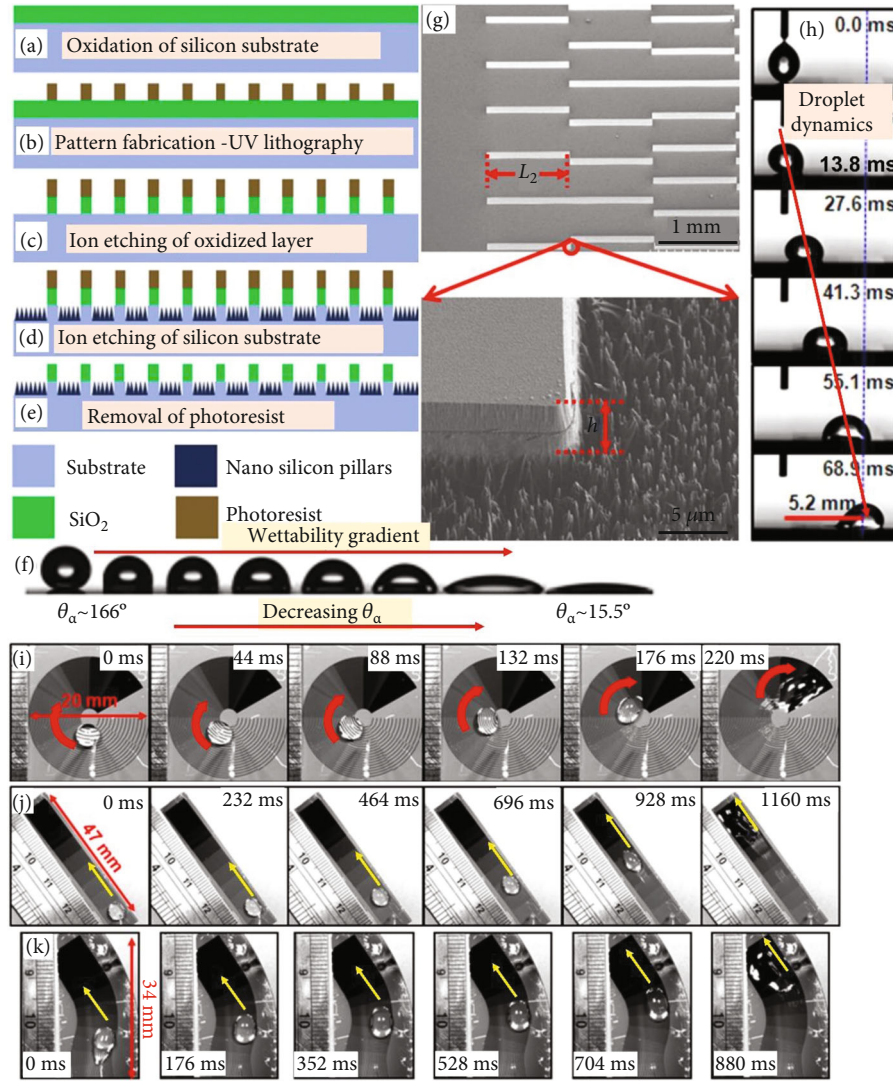 (a)
Oxidation of silicon substrate
(b)
Pattern fabrication -UV lithography
(c)
Ion etching of oxidized layer
(d)
Ion etching of silicon substrate
(e)
Removal of photoresist
Substrate
Nano silicon pillars
SiO₂
Photoresist
(g)
L₂
1 mm
h
5 μm
(h)
0.0 ms
Droplet
dynamics
13.8 ms
27.6 ms
41.3 ms
55.1 ms
68.9 ms
5.2 mm
(f)
Wettability gradient
θα~166°
Decreasing θα
θα~15.5°
(i)
0 ms
44 ms
88 ms
132 ms
176 ms
220 ms
20 mm
(j)
0 ms
232 ms
464 ms
696 ms
928 ms
1160 ms
47 mm
(k)
34 mm
0 ms
176 ms
352 ms
528 ms
704 ms
880 ms